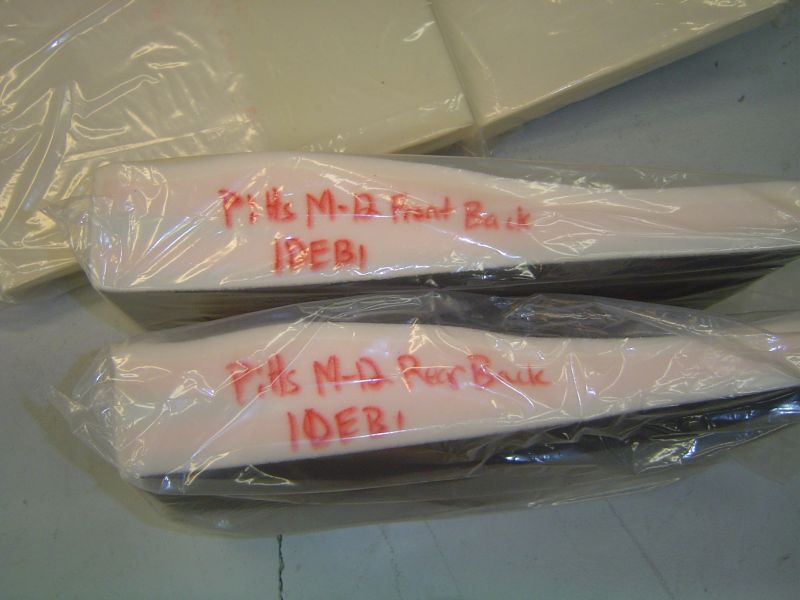 Pitts M-12 Front Back
IDEB1
Pitts M-12 Rear Back
IDEB1